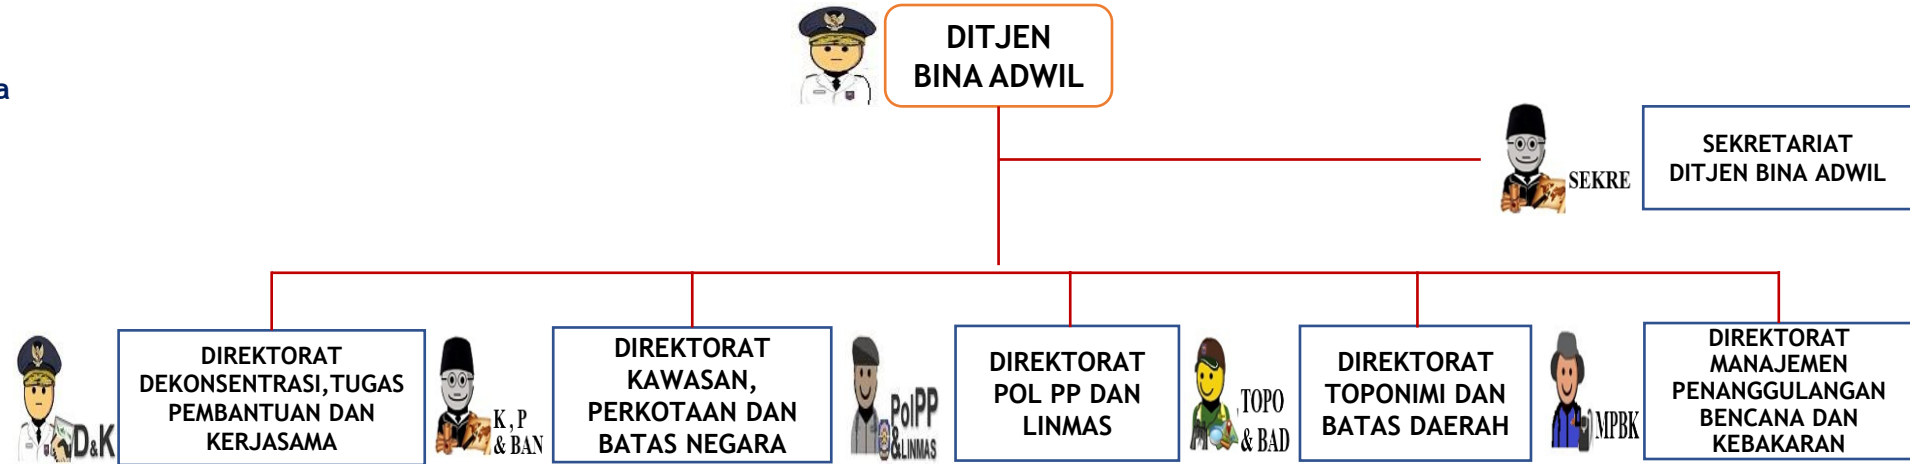 DITJEN
BINA ADWIL
a
SEKRETARIAT
DITJEN BINA ADWIL
SEKRE
DIREKTORAT
DEKONSENTRASI,TUGAS
PEMBANTUAN DAN
KERJASAMA
D&K
DIREKTORAT
KAWASAN,
PERKOTAAN DAN
BATAS NEGARA
K,P
& BAN
DIREKTORAT
POL PP DAN
LINMAS
PolPP
&LINMAS
DIREKTORAT
TOPONIMI DAN
BATAS DAERAH
TOPO
& BAD
DIREKTORAT
MANAJEMEN
PENANGGULANGAN
BENCANA DAN
KEBAKARAN
MPBK